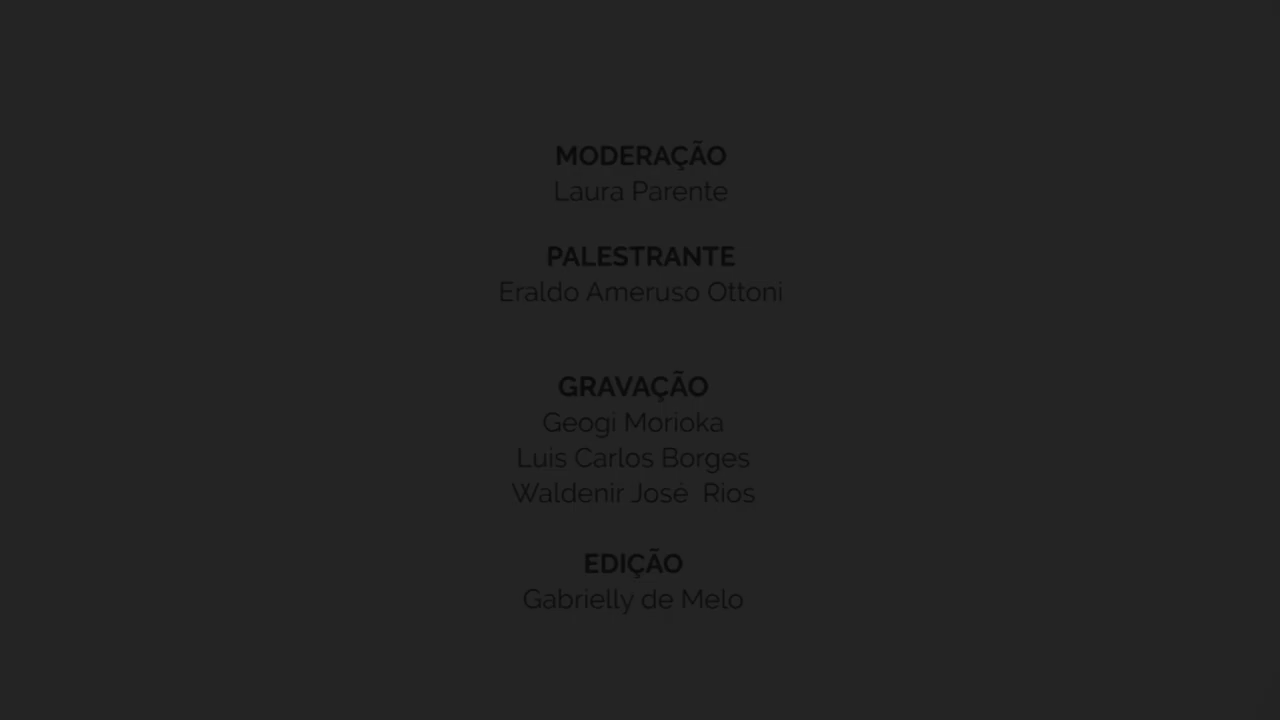 MODERAÇÃO
Laura Parente
PALESTRANTE
Eraldo Ameruso Ottoni
GRAVAÇÃO
Geogi Morioka
Luis Carlos Borges
Waldenir José  Rios
EDIÇÃO
Gabrielly de Melo